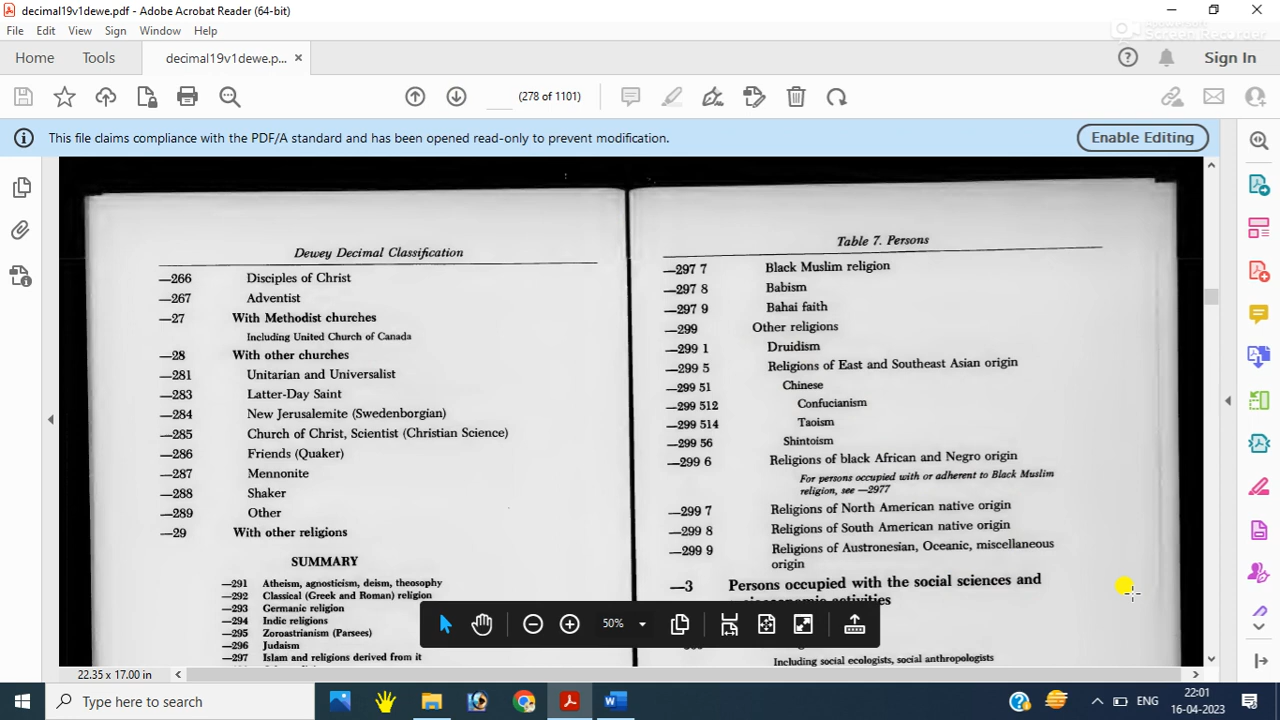 decimal19v1dewe.pdf - Adobe Acrobat Reader (64-bit)
File Edit View Sign Window Help
Home Tools decimal19v1dewe.p... × Sign In
(278 of 1101)
This file claims compliance with the PDF/A standard and has been opened read-only to prevent modification. Enable Editing
Dewey Decimal Classification
—266 Disciples of Christ
—267 Adventist
—27 With Methodist churches
Including United Church of Canada
—28 With other churches
—281 Unitarian and Universalist
—283 Latter-Day Saint
—284 New Jerusalemite (Swedenborgian)
—285 Church of Christ, Scientist (Christian Science)
—286 Friends (Quaker)
—287 Mennonite
—288 Shaker
—289 Other
—29 With other religions
SUMMARY
—291 Atheism, agnosticism, deism, theosophy
—292 Classical (Greek and Roman) religion
—293 Germanic religion
—294 Indic religions
—295 Zoroastrianism (Parsees)
—296 Judaism
—297 Islam and religions derived from it
Table 7. Persons
—297 7 Black Muslim religion
—297 8 Babism
—297 9 Bahai faith
—299 Other religions
—299 1 Druidism
—299 5 Religions of East and Southeast Asian origin
—299 51 Chinese
—299 512 Confucianism
—299 514 Taoism
—299 56 Shintoism
—299 6 Religions of black African and Negro origin
For persons occupied with or adherent to Black Muslim
religion, see —2977
—299 7 Religions of North American native origin
—299 8 Religions of South American native origin
—299 9 Religions of Austronesian, Oceanic, miscellaneous
origin
—3 Persons occupied with the social sciences and
activities
Including social ecologists, social anthropologists
50%
22.35 x 17.00 in
Type here to search
ENG
22:01
16-04-2023